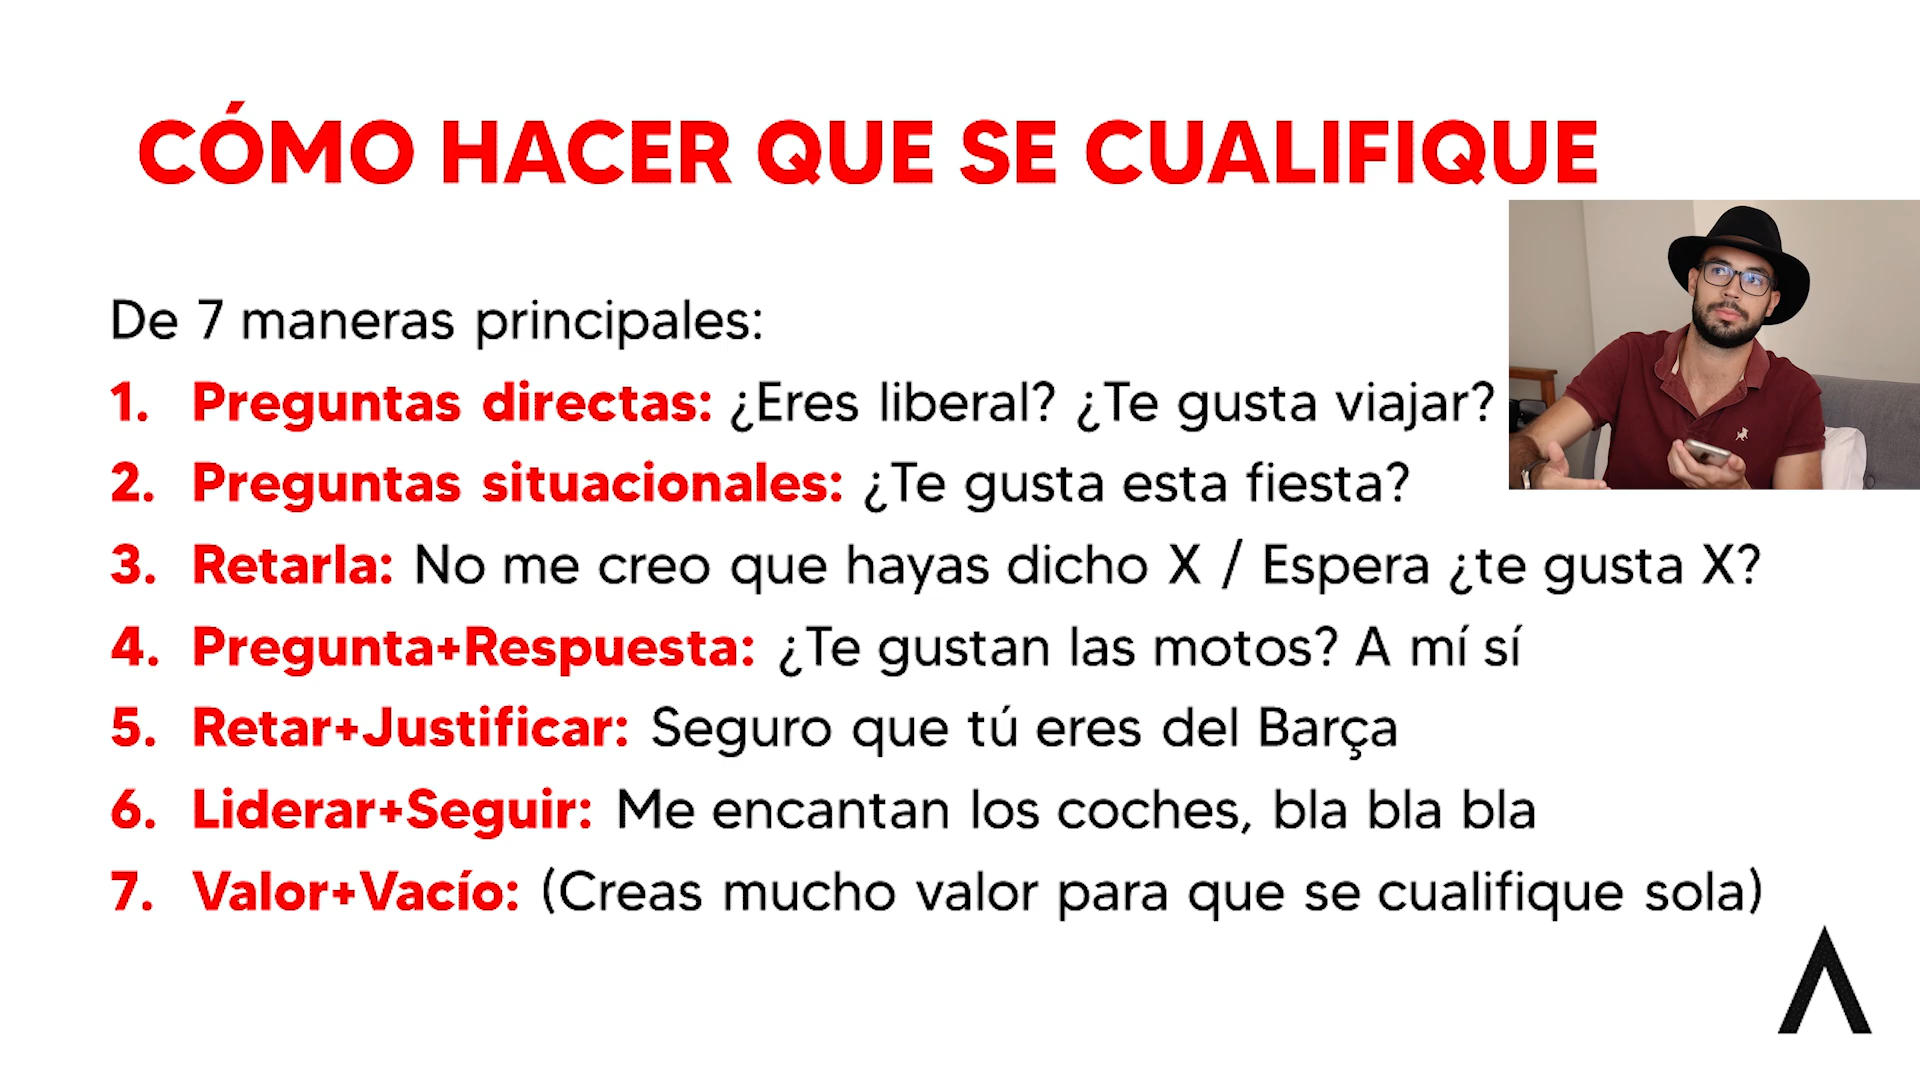 CÓMO HACER QUE SE CUALIFIQUE
De 7 maneras principales:
1. Preguntas directas: ¿Eres liberal? ¿Te gusta viajar?
2. Preguntas situacionales: ¿Te gusta esta fiesta?
3. Retarla: No me creo que hayas dicho X / Espera ¿te gusta X?
4. Pregunta+Respuesta: ¿Te gustan las motos? A mí sí
5. Retar+Justificar: Seguro que tú eres del Barça
6. Liderar+Seguir: Me encantan los coches, bla bla bla
7. Valor+Vacío: (Creas mucho valor para que se cualifique sola)